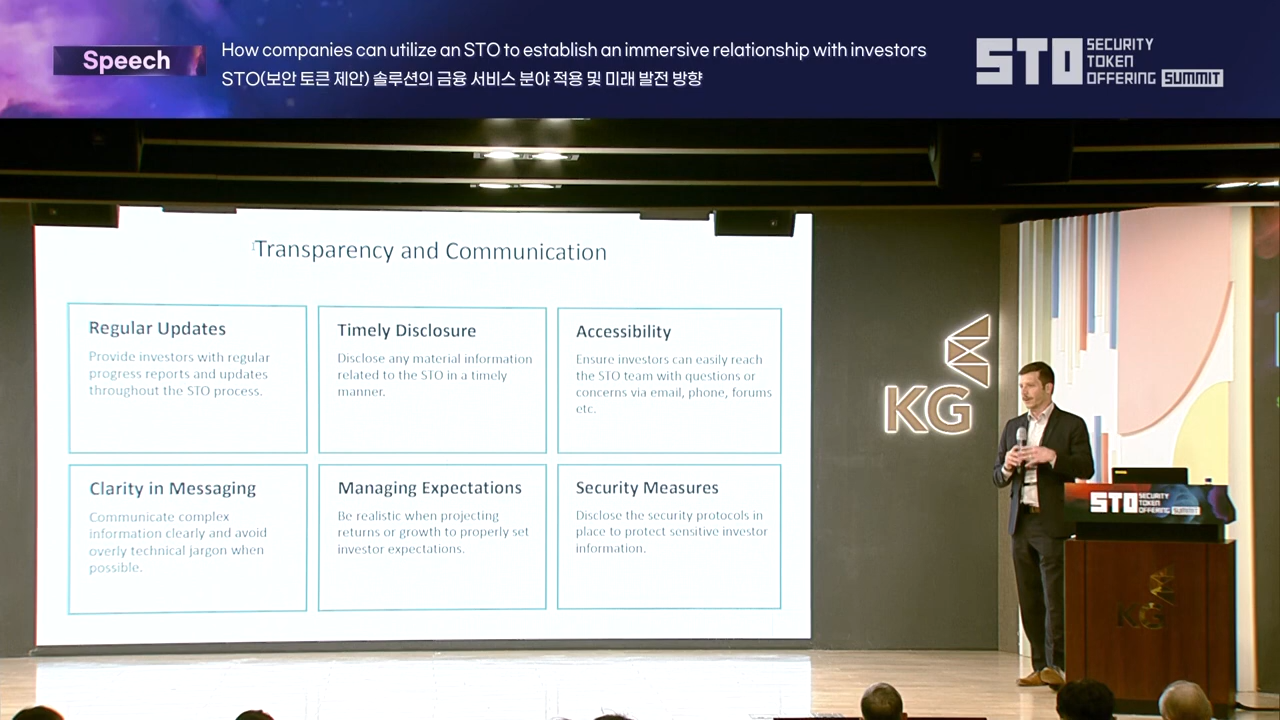 Speech
How companies can utilize an STO to establish an immersive relationship with investors
STO(보안 토큰 제안) 솔루션의 금융 서비스 분야 적용 및 미래 발전 방향
STO SECURITY
TOKEN
OFFERING SUMMIT
Transparency and Communication
Regular Updates
Provide investors with regular
progress reports and updates
throughout the STO process.
Timely Disclosure
Disclose any material information
related to the STO in a timely
manner.
Accessibility
Ensure investors can easily reach
the STO team with questions or
concerns via email, phone, forums
etc.
Clarity in Messaging
Communicate complex
information clearly and avoid
overly technical jargon when
possible.
Managing Expectations
Be realistic when projecting
returns or growth to properly set
investor expectations.
Security Measures
Disclose the security protocols in
place to protect sensitive investor
information.
KG
STO SECURITY
TOKEN
OFFERING SUMMIT
KG